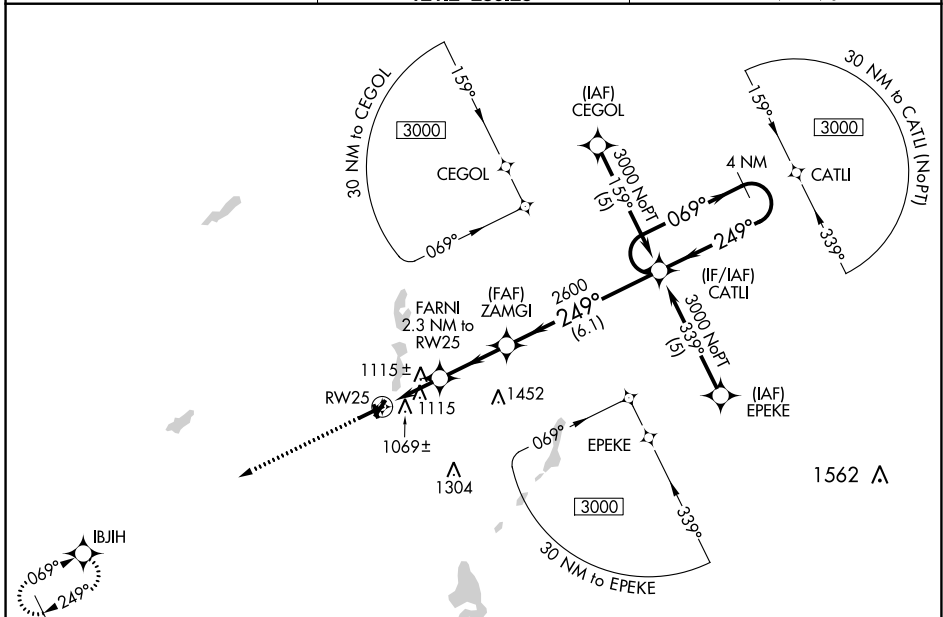 30 NM to CEGOL
159°
3000
CEGOL
069°
(IAF)
CEGOL
3000 NoPT
159°
(5)
4 NM
069°
249°
30 NM to CATLI (NoPT)
159°
3000
CATLI
339°
(IF/IAF)
CATLI
2600
249°
(6.1)
(FAF)
ZAMGI
FARNI
2.3 NM to
RW25
3000 NoPT
339°
(5)
(IAF)
EPEKE
1115 ±
RW25
1115
1069 ±
1452
1304
1562
069°
EPEKE
3000
339°
30 NM to EPEKE
IBJIH
069°
249°